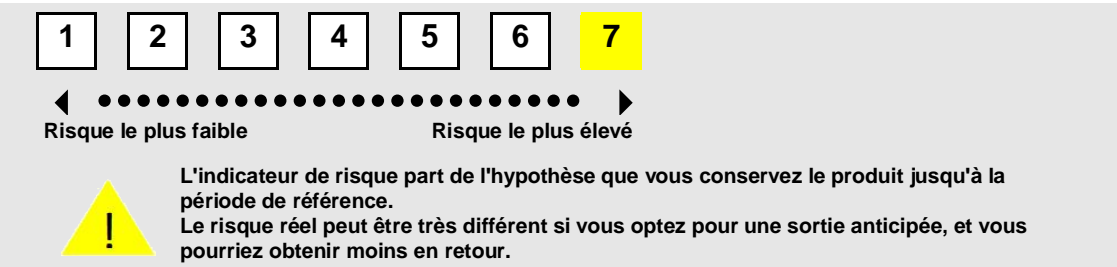 1 2 3 4 5 6 7
Risque le plus faible Risque le plus élevé
L'indicateur de risque part de l'hypothèse que vous conservez le produit jusqu'à la
période de référence.
Le risque réel peut être très différent si vous optez pour une sortie anticipée, et vous
pourriez obtenir moins en retour.
!